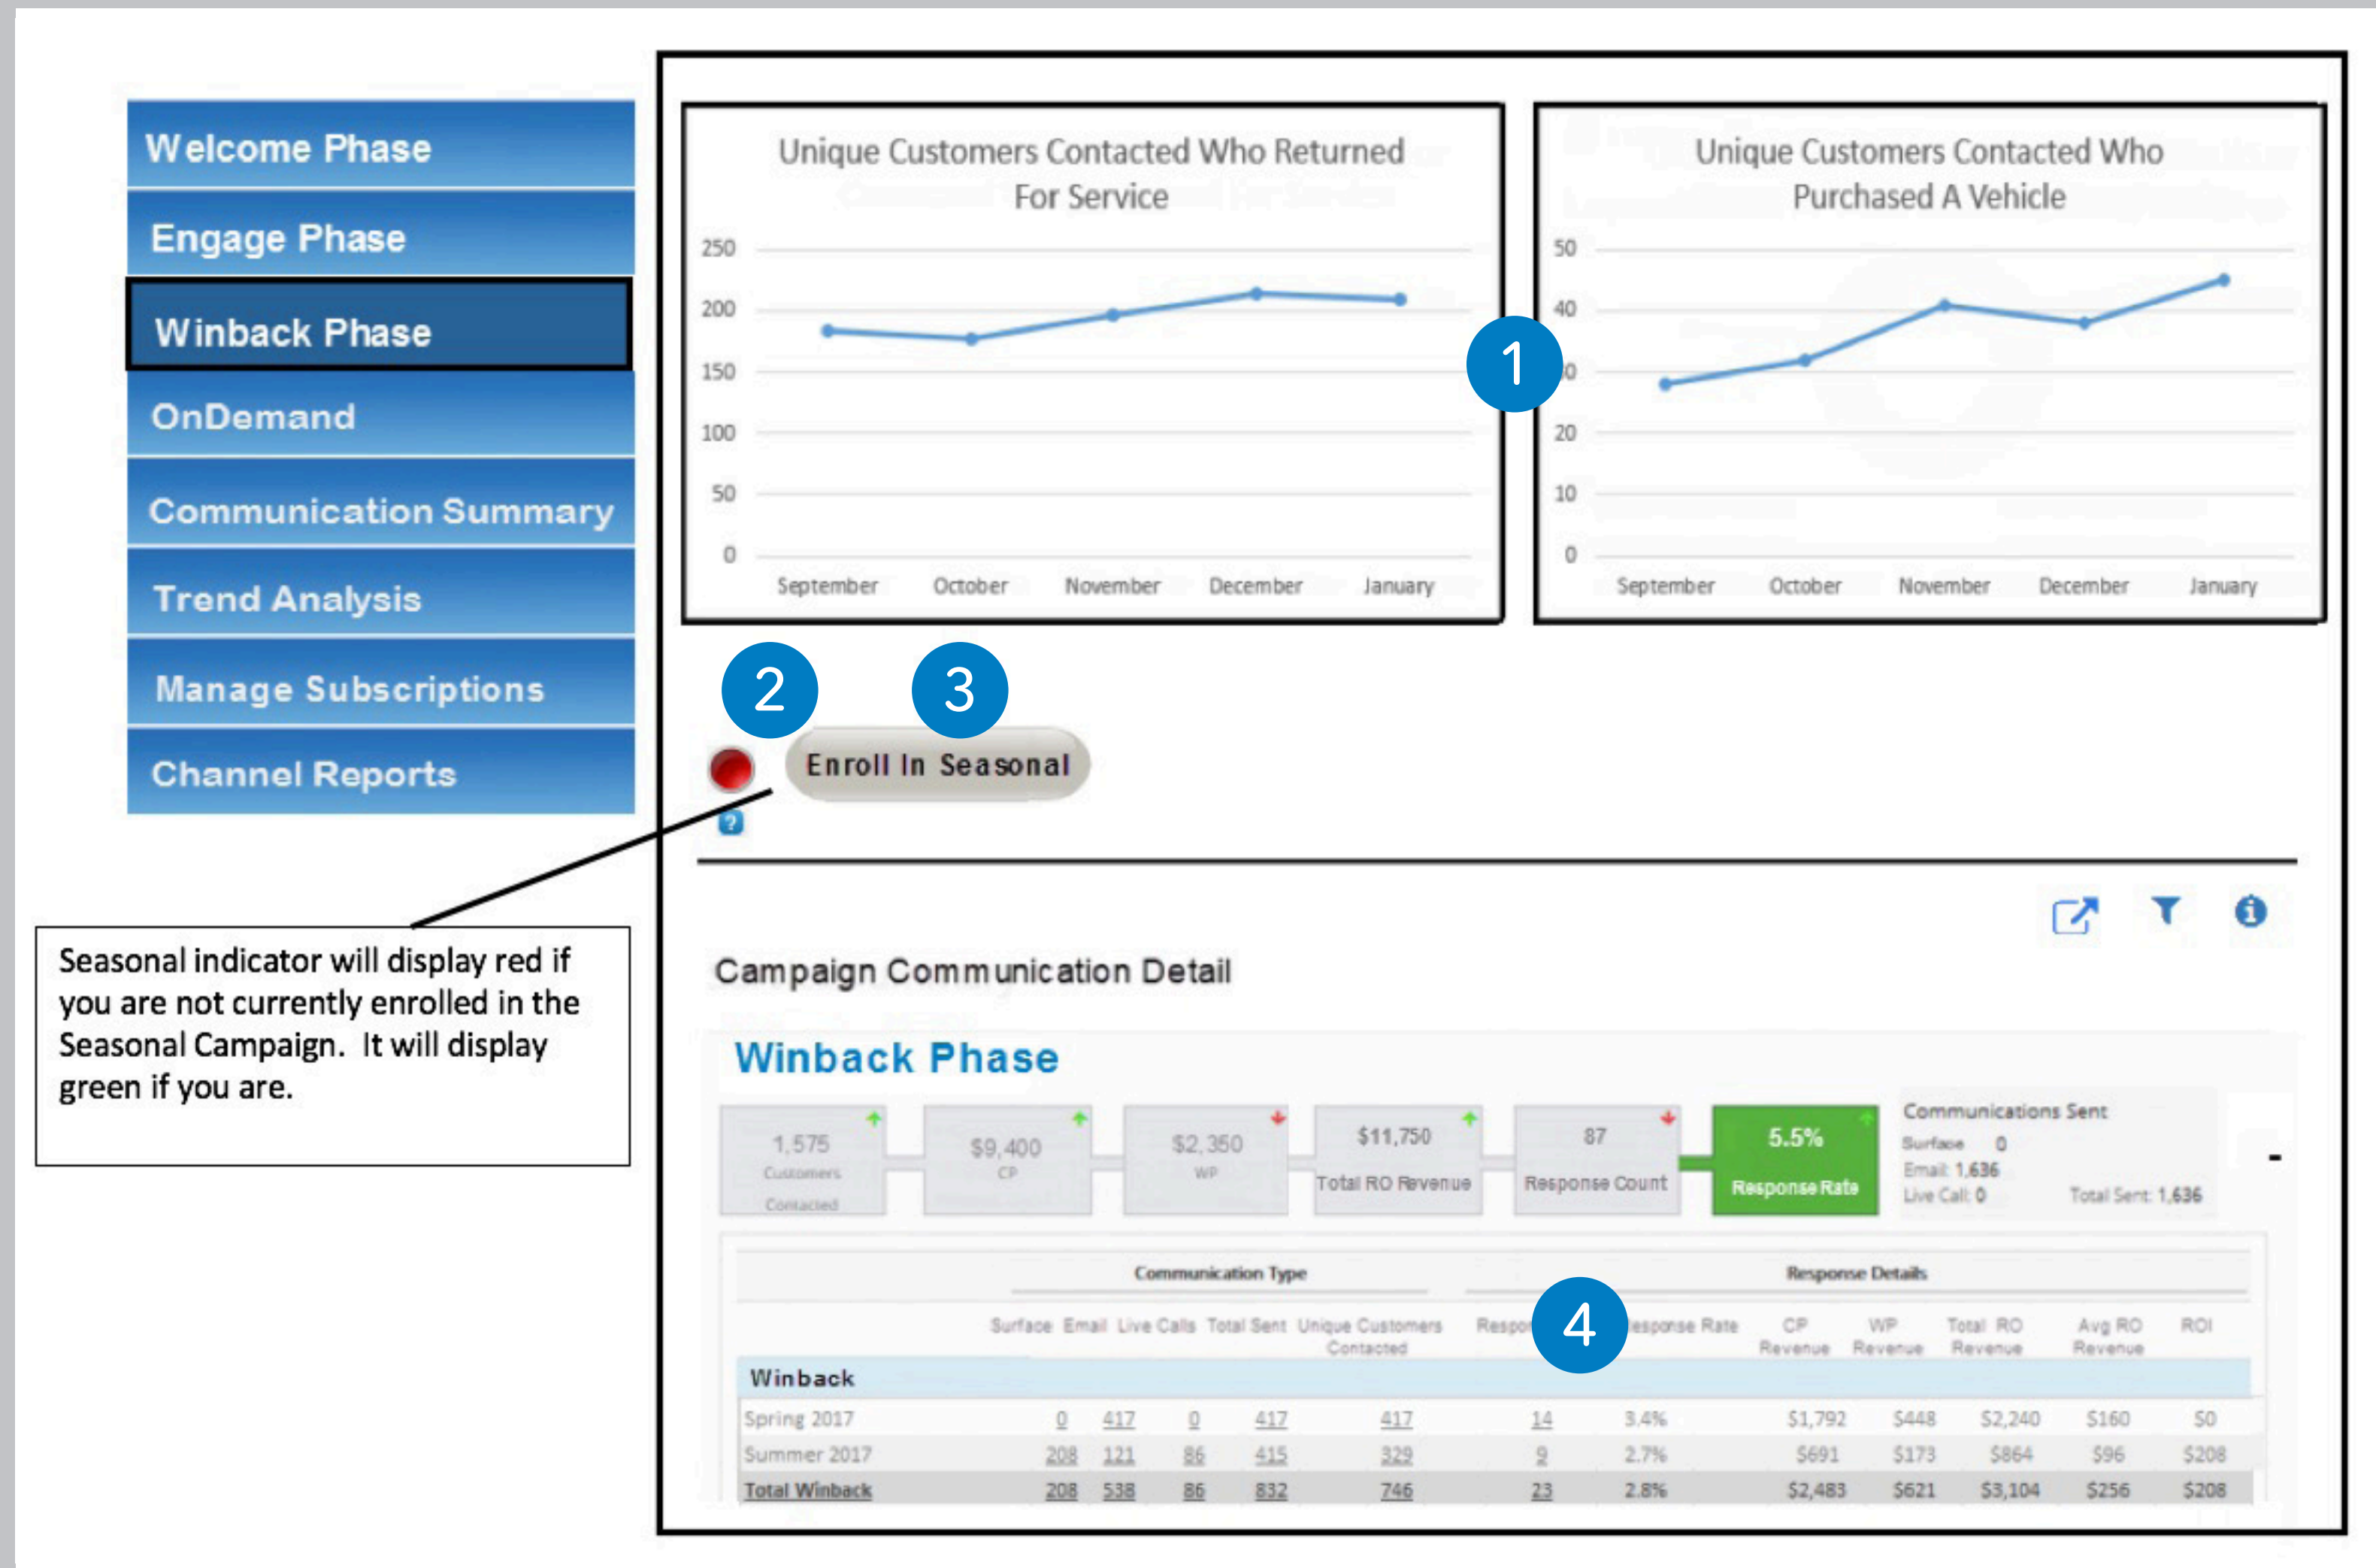 Welcome Phase
Engage Phase
Winback Phase
OnDemand
Communication Summary
Trend Analysis
Manage Subscriptions
Channel Reports
Seasonal indicator will display red if
you are not currently enrolled in the
Seasonal Campaign. It will display
green if you are.
Unique Customers Contacted Who Returned
For Service
250
200
150
100
50
0
September October November December January
1
Unique Customers Contacted Who
Purchased A Vehicle
50
40
0
20
10
0
September October November December January
2 3
Enroll In Seasonal
?
i
Campaign Communication Detail
Winback Phase
1,575
Customers
Contacted
$9,400
CP
$2,350
WP
$11,750
Total RO Revenue
87
Response Count
5.5%
Response Rate
Communications Sent
Surface 0
Email: 1,636
Live Call: 0 Total Sent: 1,636
-
Communication Type Response Details
4
Surface Email Live Calls Total Sent Unique Customers Respo esponse Rate CP WP Total RO Avg RO ROI
Contacted Revenue Revenue Revenue Revenue
Winback
Spring 2017 0 417 0 417 417 14 3.4% $1,792 $448 $2,240 $160 $0
Summer 2017 208 121 86 415 329 9 2.7% $691 $173 $864 $96 $208
Total Winback 208 538 86 832 746 23 2.8% $2,483 $621 $3,104 $256 $208